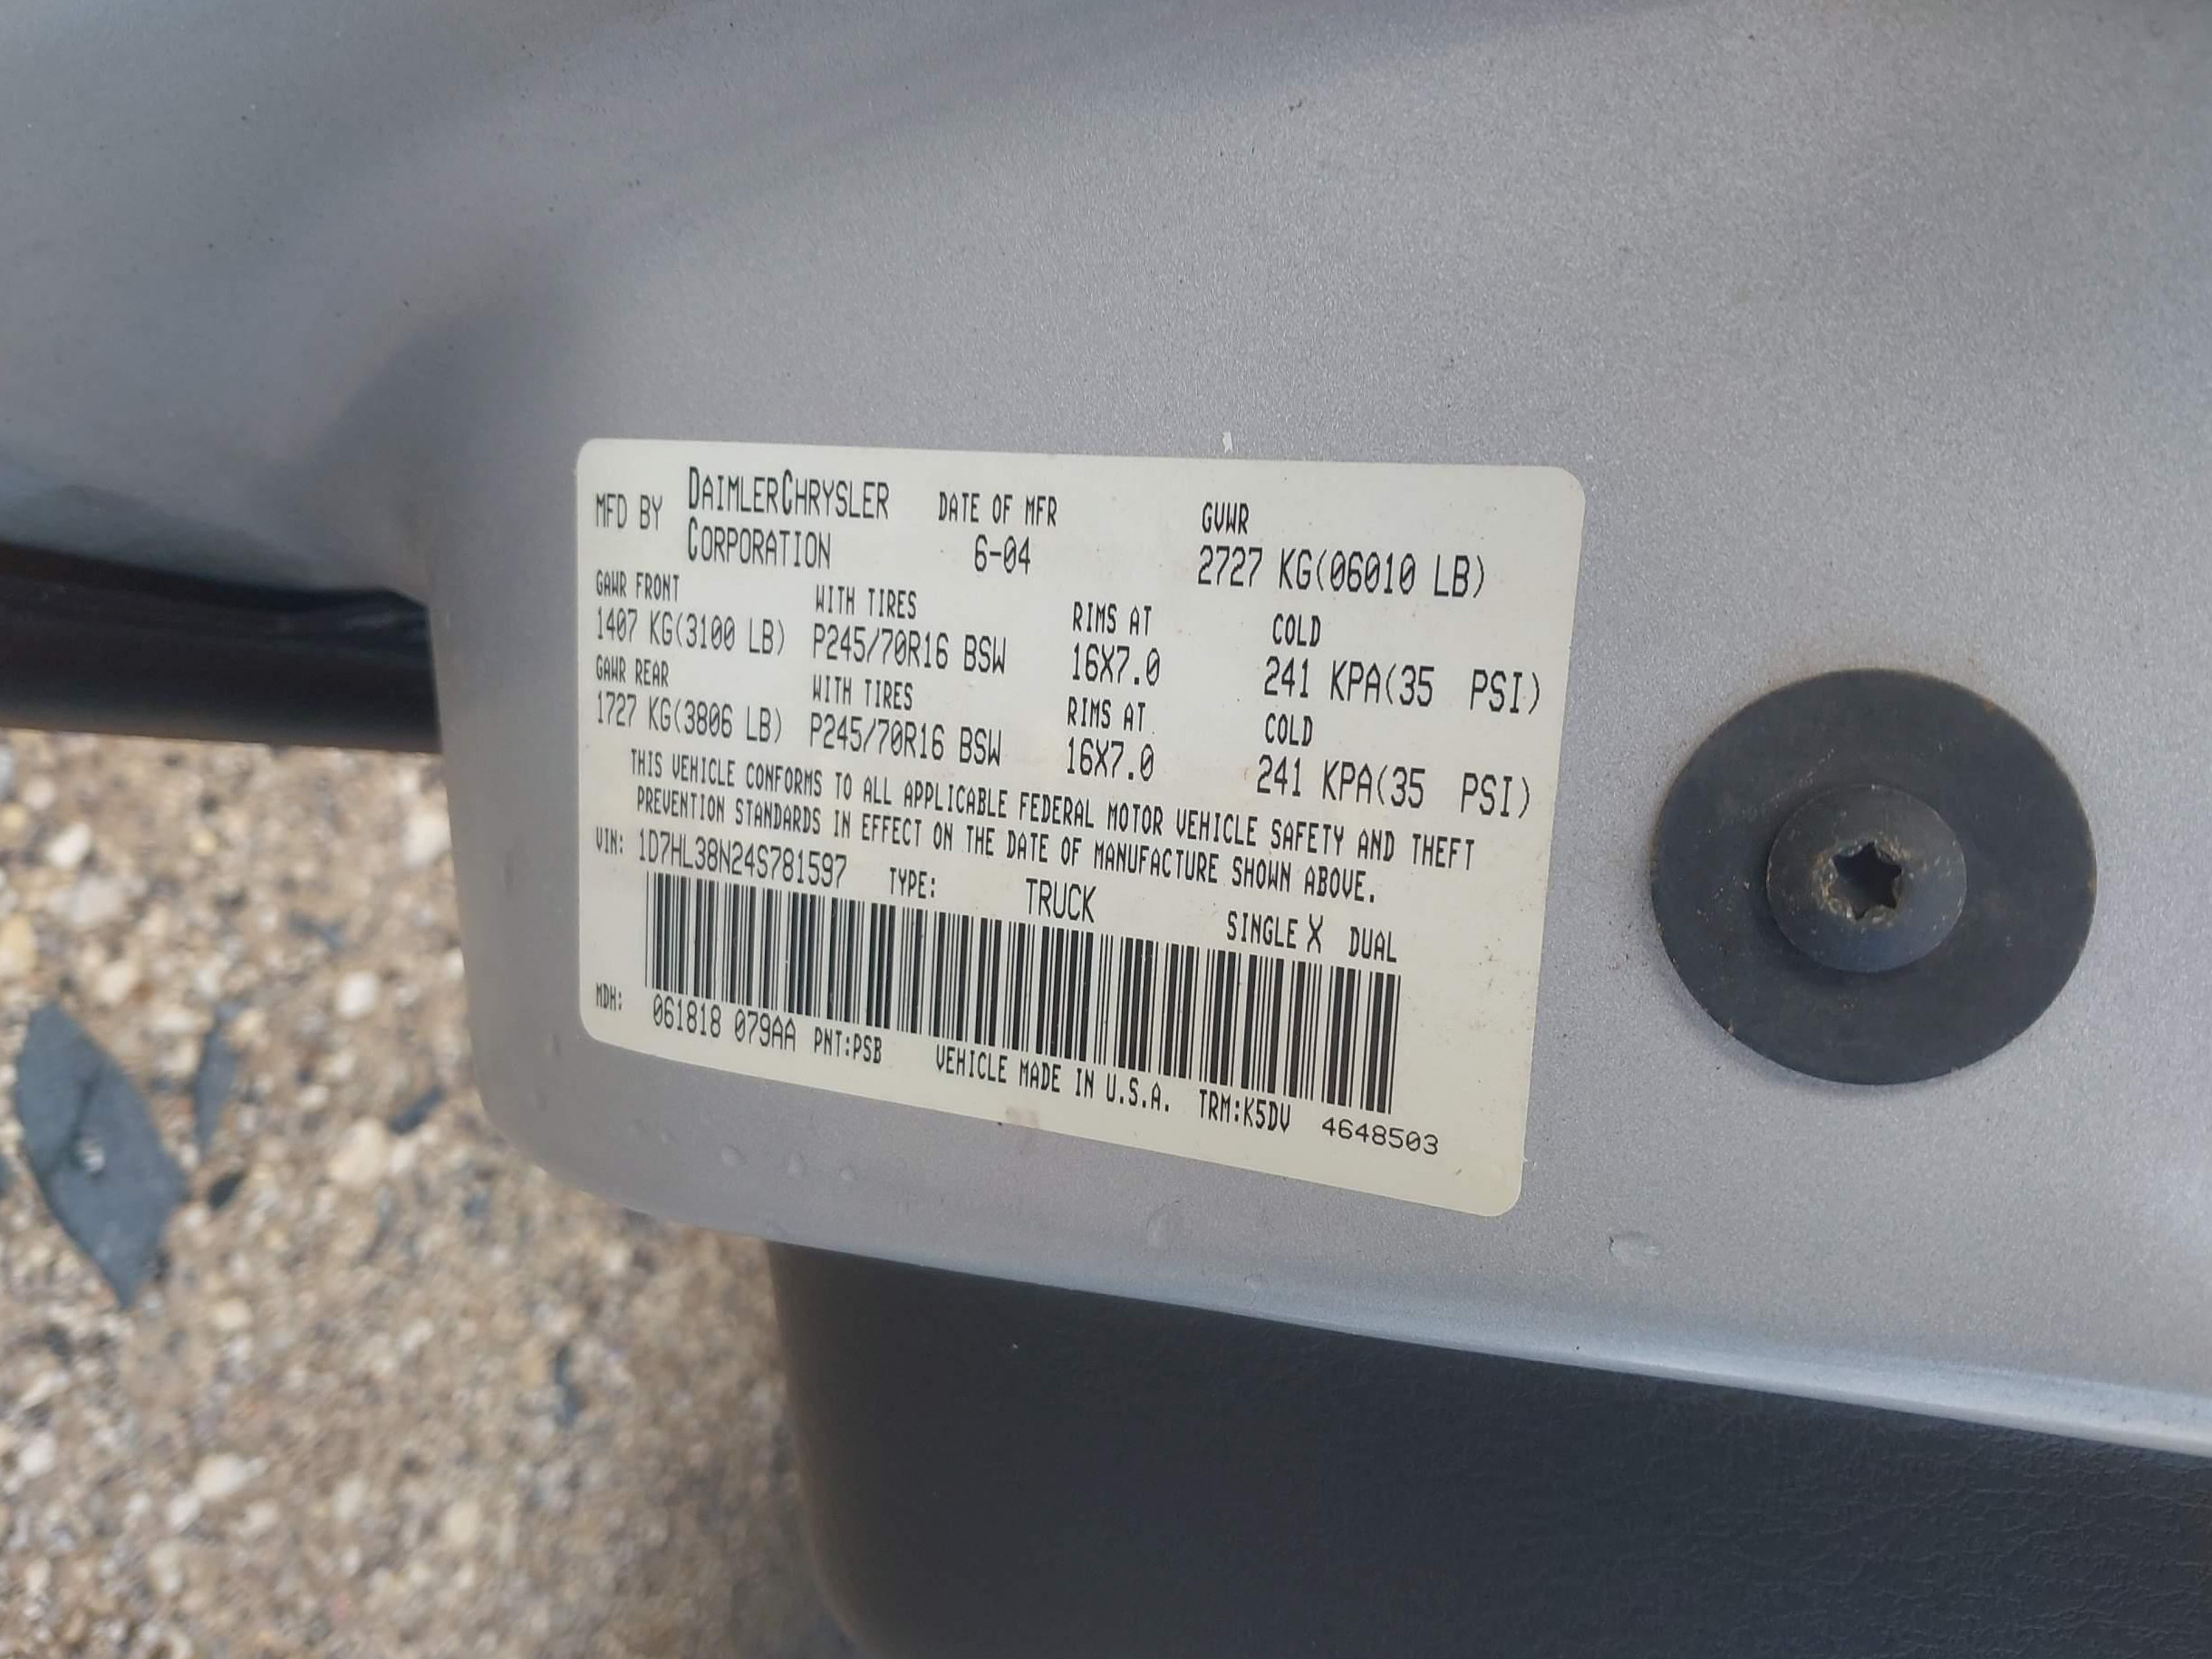 MFD BY DAIMLERCHRYSLER CORPORATION DATE OF MFR 6-04 GVWR 2727 KG(06010 LB)
GAWR FRONT WITH TIRES RIMS AT COLD
1407 KG(3100 LB) P245/70R16 BSW 16X7.0 241 KPA(35 PSI)
GAWR REAR WITH TIRES RIMS AT COLD
1727 KG(3806 LB) P245/70R16 BSW 16X7.0 241 KPA(35 PSI)
THIS VEHICLE CONFORMS TO ALL APPLICABLE FEDERAL MOTOR VEHICLE SAFETY AND THEFT
PREVENTION STANDARDS IN EFFECT ON THE DATE OF MANUFACTURE SHOWN ABOVE.
VIN: 1D7HL38N24S781597 TYPE: TRUCK SINGLE X DUAL
MDH: 061818 079AA PNT:PSB VEHICLE MADE IN U.S.A. TRM:K5DV 4648503